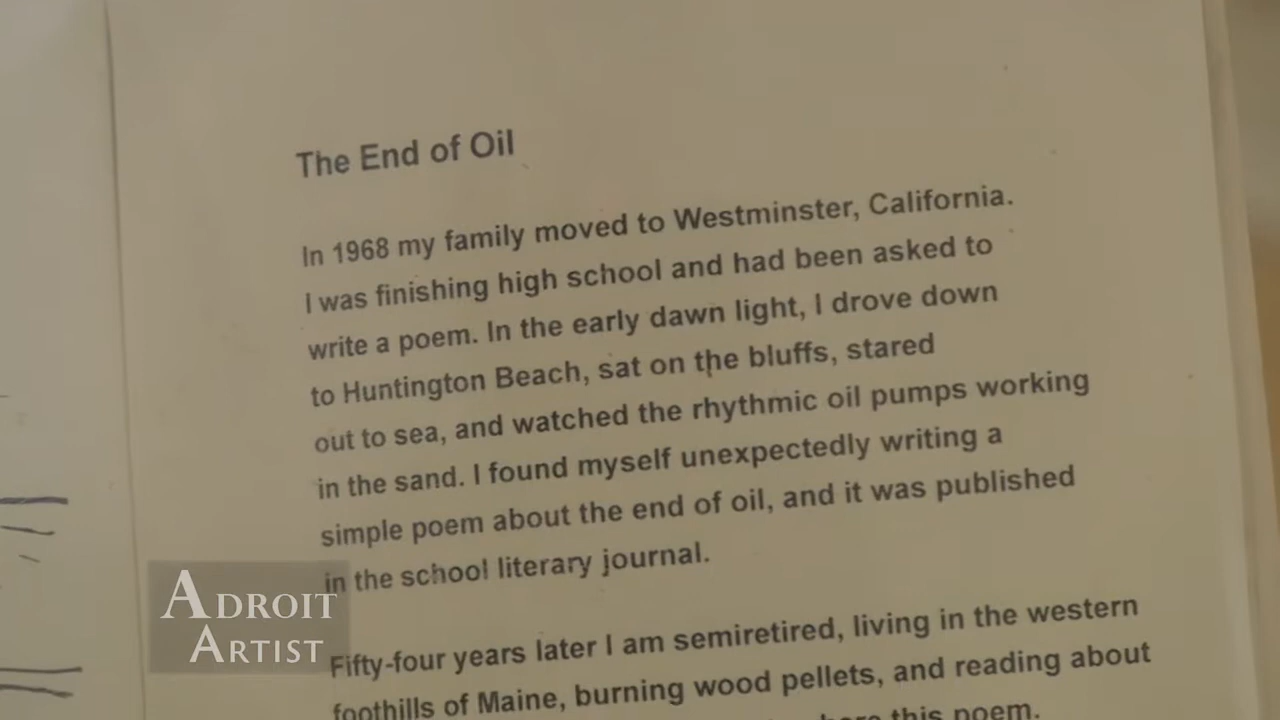 The End of Oil
In 1968 my family moved to Westminster, California.
I was finishing high school and had been asked to
write a poem. In the early dawn light, I drove down
to Huntington Beach, sat on the bluffs, stared
out to sea, and watched the rhythmic oil pumps working
in the sand. I found myself unexpectedly writing a
simple poem about the end of oil, and it was published
in the school literary journal.
Fifty-four years later I am semiretired, living in the western
foothills of Maine, burning wood pellets, and reading about
this poem.
ADROIT
ARTIST